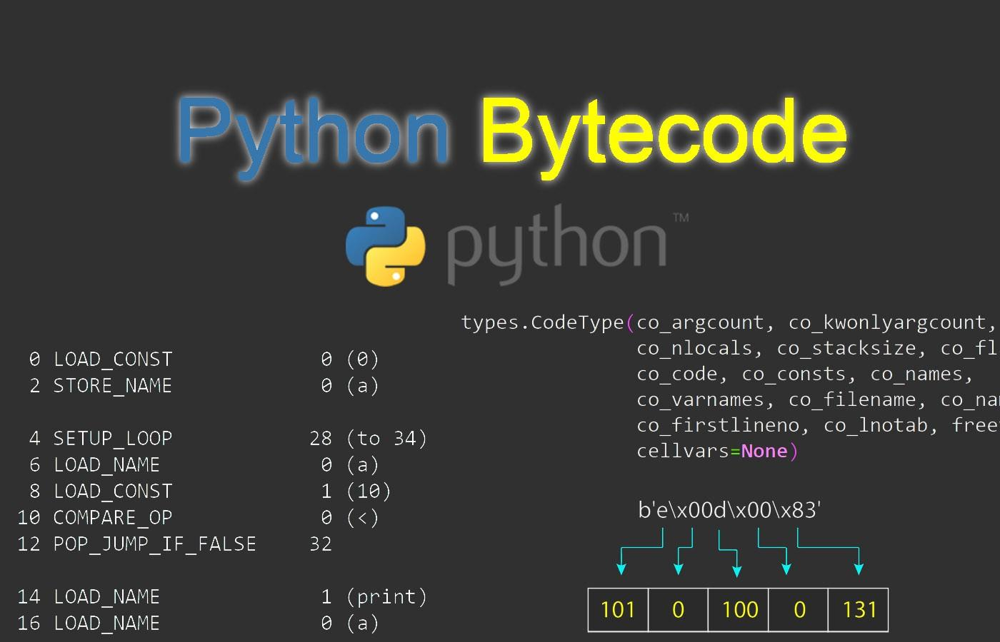 Python Bytecode
python™
types.CodeType(co_argcount, co_kwonlyargcount,
co_nlocals, co_stacksize, co_fl
co_code, co_consts, co_names,
co_varnames, co_filename, co_na
co_firstlineno, co_lnotab, free
cellvars=None)
0 LOAD_CONST 0 (0)
2 STORE_NAME 0 (a)
4 SETUP_LOOP 28 (to 34)
6 LOAD_NAME 0 (a)
8 LOAD_CONST 1 (10)
10 COMPARE_OP 0 (<)
12 POP_JUMP_IF_FALSE 32
14 LOAD_NAME 1 (print)
16 LOAD_NAME 0 (a)
b'e\x00d\x00\x83'
101 0 100 0 131